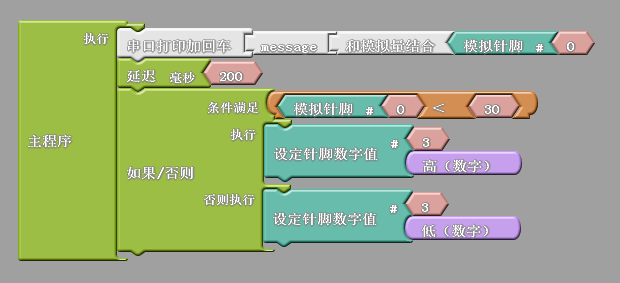 执行
串口打印加回车 message 和模拟量结合 模拟针脚 # 0
延迟 毫秒 200
条件满足 模拟针脚 # 0 < 30
执行
设定针脚数字值 # 3
高（数字）
主程序
如果/否则
否则执行
设定针脚数字值 # 3
低（数字）